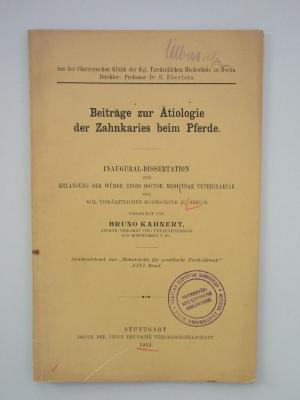 Aus der Chirurgischen Klinik der Kgl. Tierärztlichen Hochschule zu Berlin.
Direktor: Professor Dr. R. Eberlein.
Beiträge zur Ätiologie
der Zahnkaries beim Pferde.
INAUGURAL-DISSERTATION
ZUR
ERLANGUNG DER WÜRDE EINES DOCTOR MEDICINAE VETERINARIAE
DER
KGL. TIERÄRZTLICHEN HOCHSCHULE ZU BERLIN
VORGELEGT VON
BRUNO KAHNERT,
Sonderabdruck aus „Monatshefte für praktische Tierheilkunde“
XXVI. Band.
STUTTGART
DRUCK DER UNION DEUTSCHE VERLAGSGESELLSCHAFT
1914.